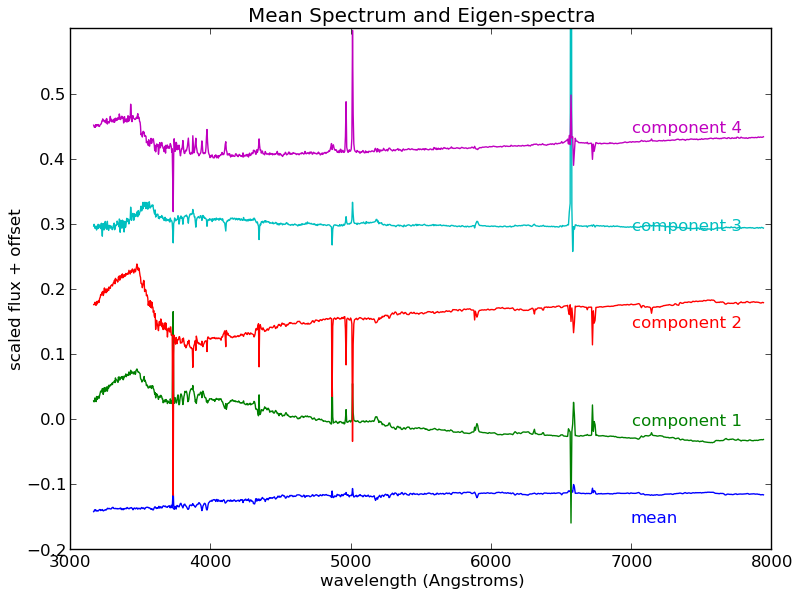 Mean Spectrum and Eigen-spectra
scaled flux + offset
0.5
0.4
0.3
0.2
0.1
0.0
−0.1
−0.2
component 4
component 3
component 2
component 1
mean
3000 4000 5000 6000 7000 8000
wavelength (Angstroms)